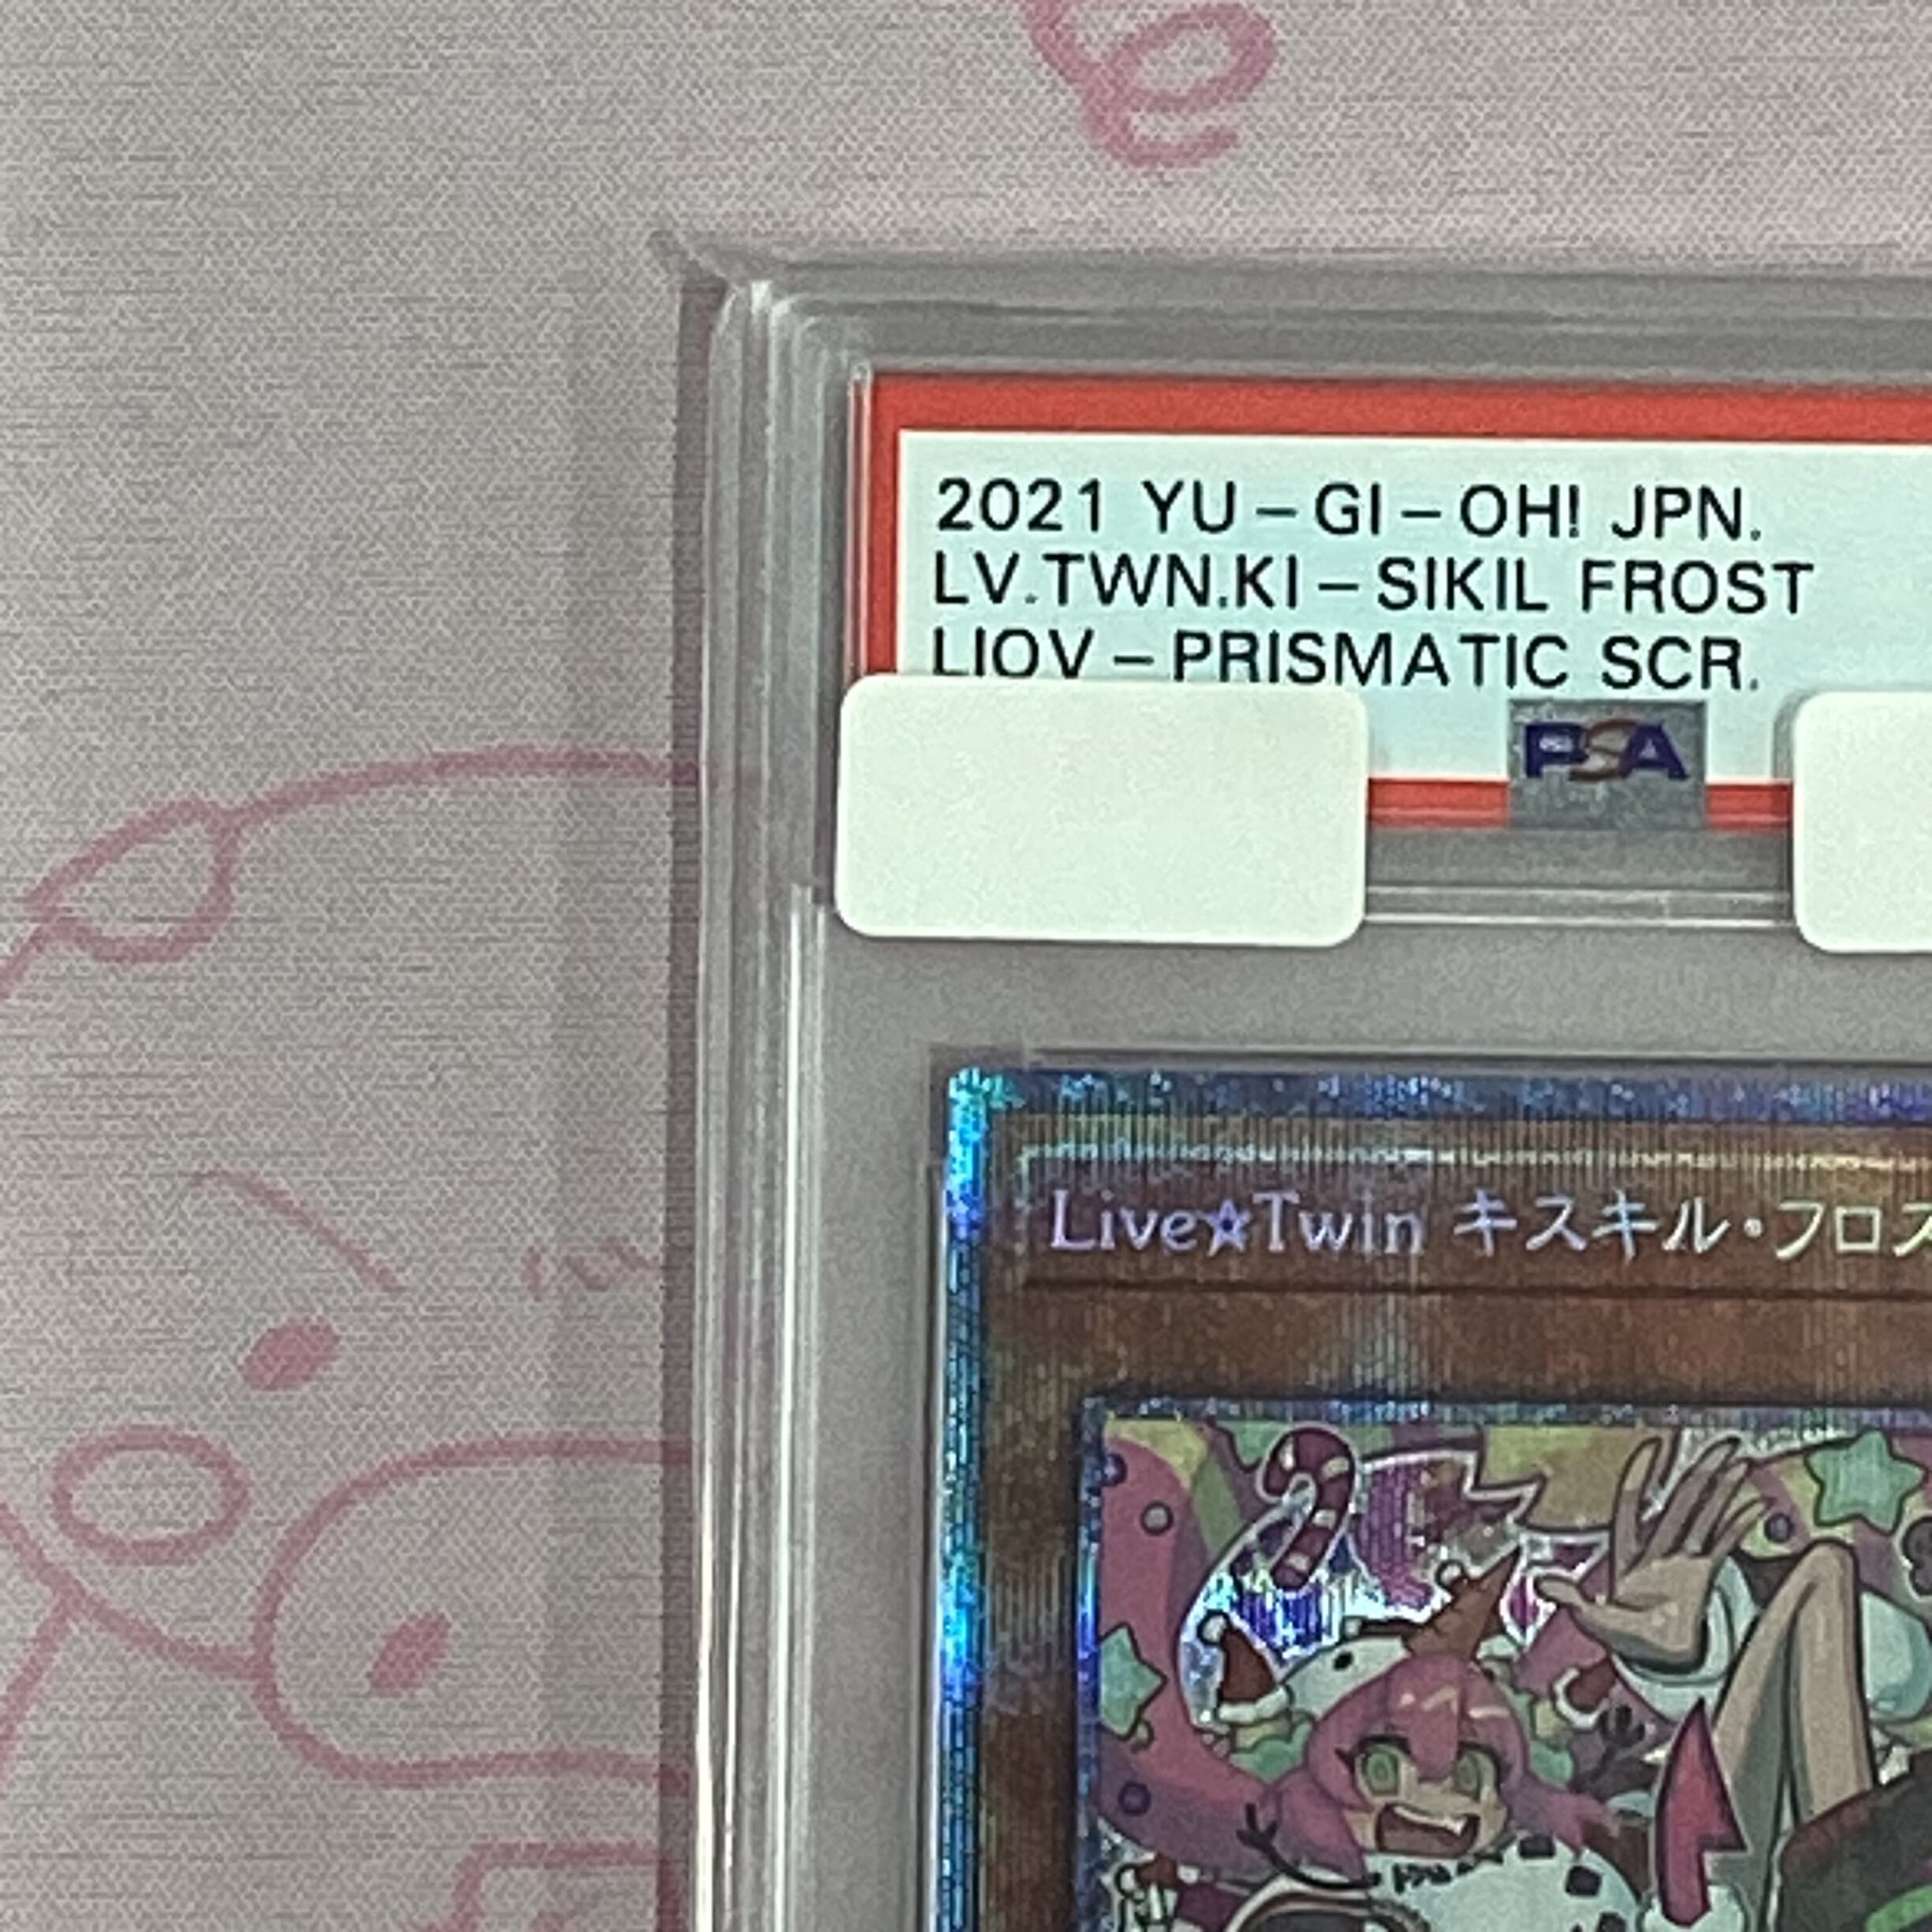 2021 YU-GI-OH! JPN.
LV.TWN.KI-SIKIL FROST
LIOV-PRISMATIC SCR.
PSA
Live☆Twin キスキル・フロス